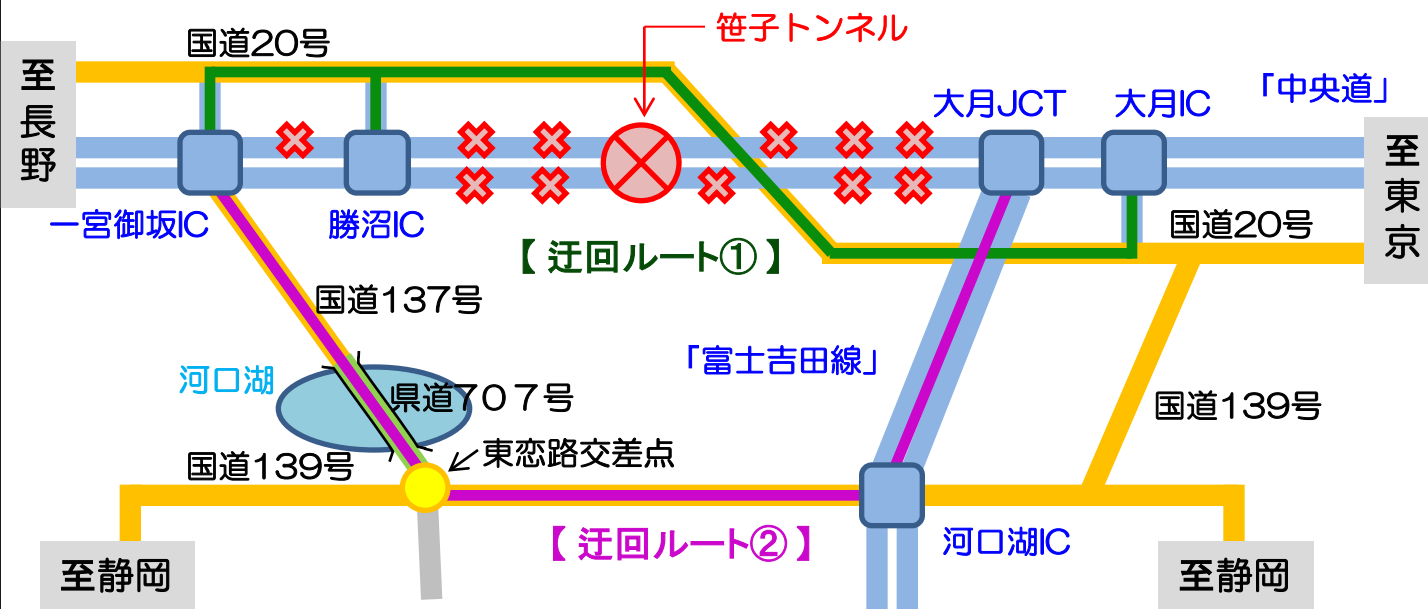 笹子トンネル
国道20号
至長野
大月JCT
大月IC
「中央道」
至東京
一宮御坂IC
勝沼IC
【 迂回ルート① 】
国道20号
国道137号
「富士吉田線」
河口湖
県道707号
国道139号
国道139号
東恋路交差点
【 迂回ルート② 】
河口湖IC
至静岡
至静岡